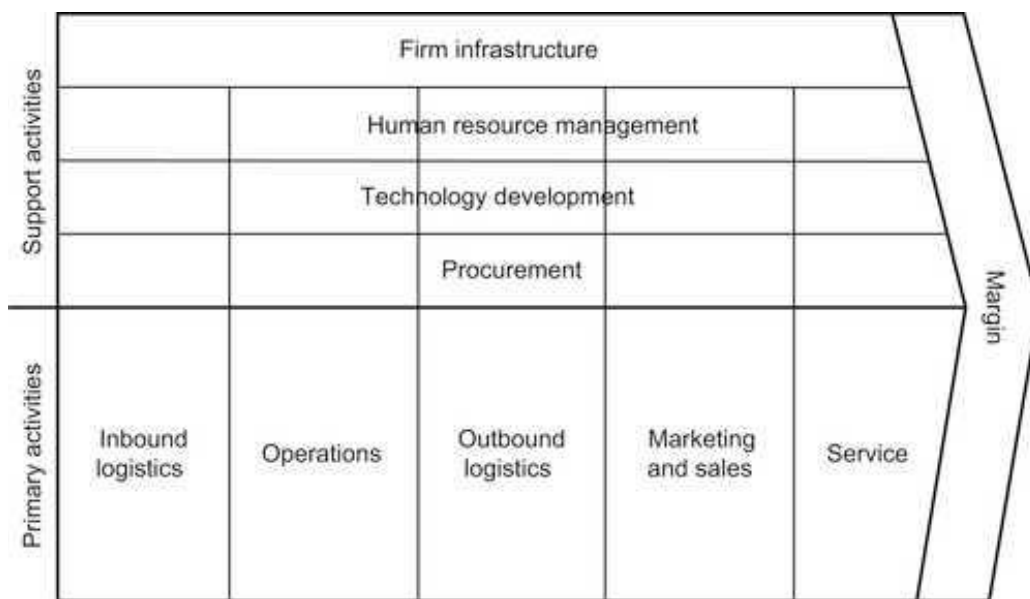 Support activities
Firm infrastructure
Human resource management
Technology development
Procurement
Primary activities
Inbound
logistics
Operations
Outbound
logistics
Marketing
and sales
Service
Margin